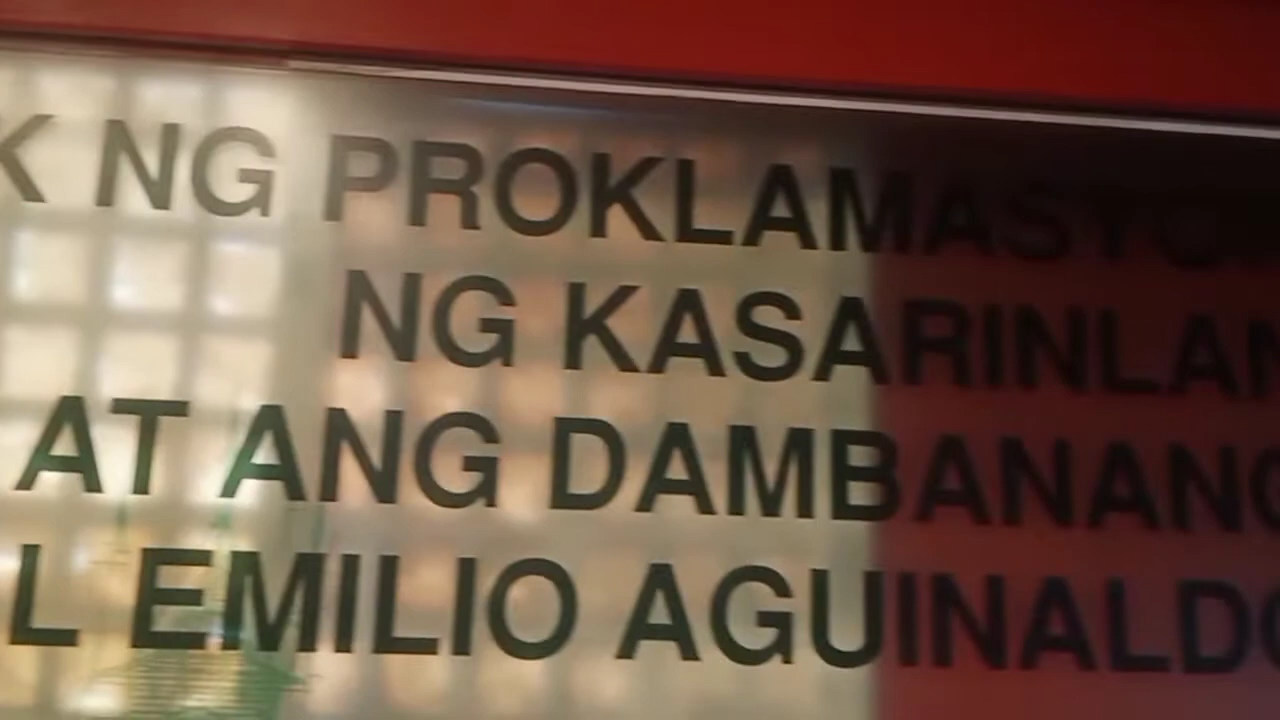 K NG PROKLAMASYO
NG KASARINLAN
AT ANG DAMBANANG
L EMILIO AGUINALDO